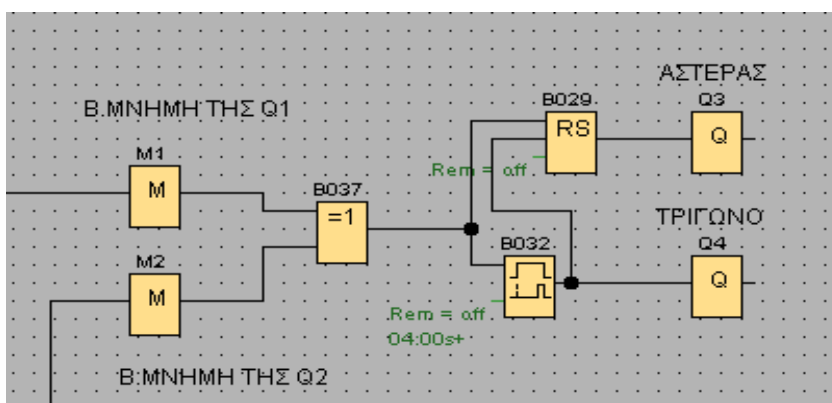 ΑΣΤΕΡΑΣ
B029
Q3
RS
Q
Β.ΜΝΗΜΗ ΤΗΣ Q1
M1
M
Rem = off
B037
=1
ΤΡΙΓΩΝΟ
B032
Q4
Q
M2
M
Rem = off
04:00s+
Β:ΜΝΗΜΗ ΤΗΣ Q2